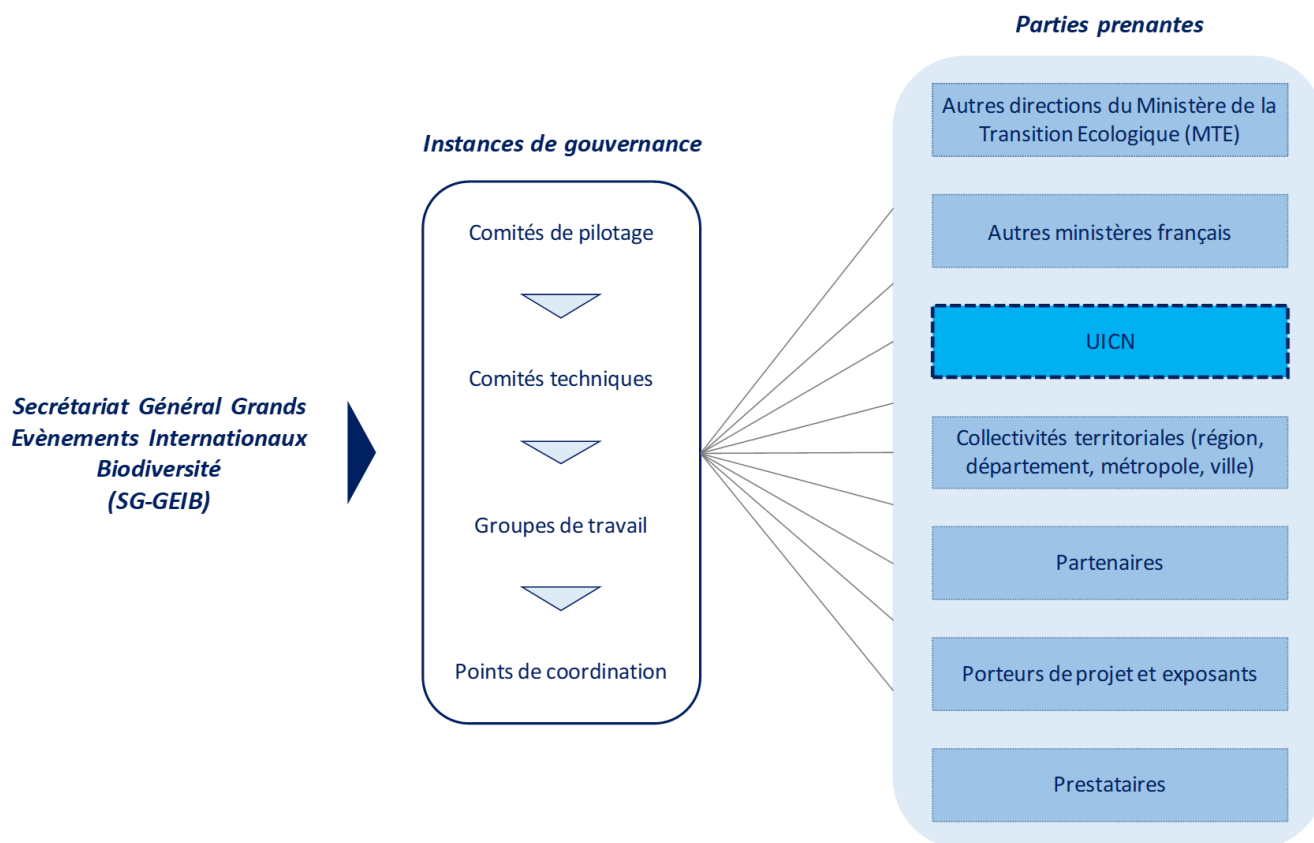 Parties prenantes
Autres directions du Ministère de la
Transition Ecologique (MTE)
Instances de gouvernance
Comités de pilotage
Autres ministères français
UICN
Comités techniques
Secrétariat Général Grands
Evènements Internationaux
Biodiversité
(SG-GEIB)
Collectivités territoriales (région,
département, métropole, ville)
Groupes de travail
Partenaires
Points de coordination
Porteurs de projet et exposants
Prestataires